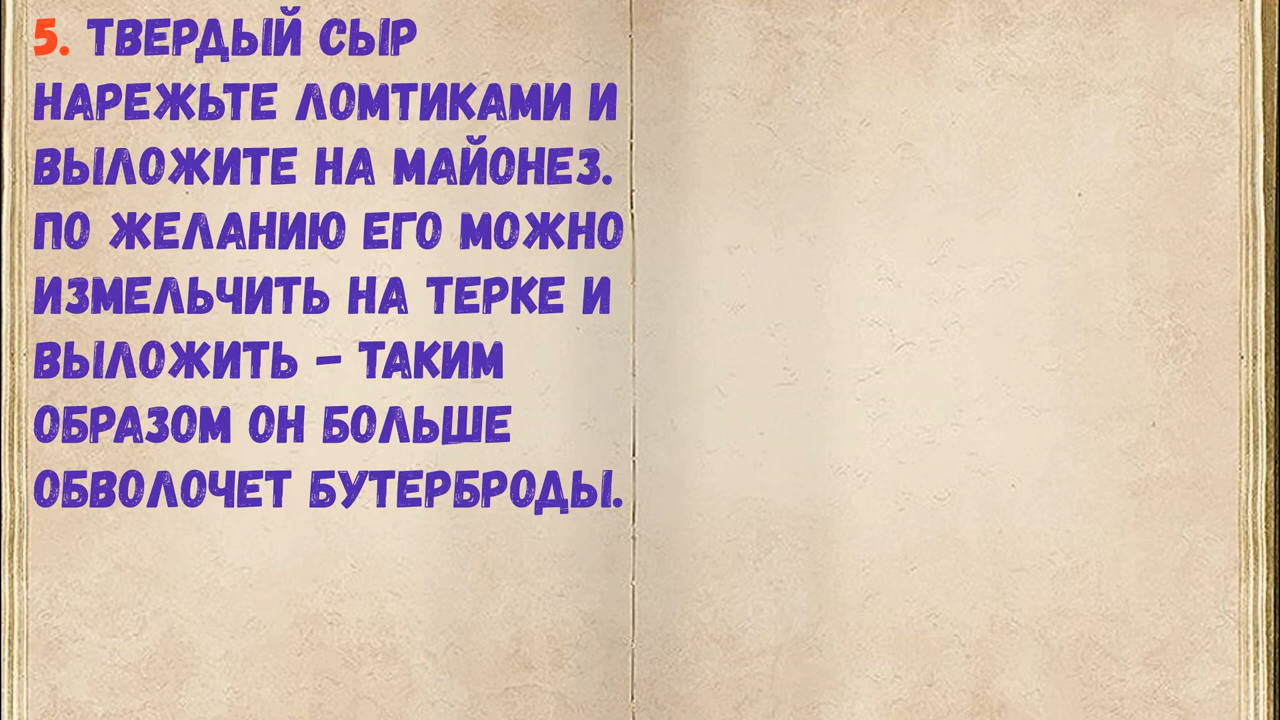 5. ТВЕРДЫЙ СЫР
НАРЕЖЬТЕ ЛОМТИКАМИ И
ВЫЛОЖИТЕ НА МАЙОНЕЗ.
ПО ЖЕЛАНИЮ ЕГО МОЖНО
ИЗМЕЛЬЧИТЬ НА ТЕРКЕ И
ВЫЛОЖИТЬ – ТАКИМ
ОБРАЗОМ ОН БОЛЬШЕ
ОБВОЛОЧЕТ БУТЕРБРОДЫ.